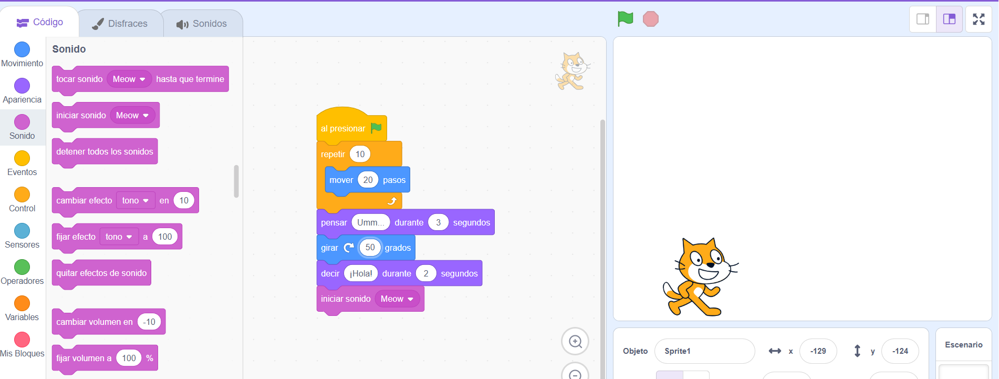 Código
Disfraces
Sonidos
Movimiento
Apariencia
Sonido
Eventos
Control
Sensores
Operadores
Variables
Mis Bloques
Sonido
tocar sonido Meow hasta que termine
iniciar sonido Meow
detener todos los sonidos
cambiar efecto tono en 10
fijar efecto tono a 100
quitar efectos de sonido
cambiar volumen en -10
fijar volumen a 100 %
al presionar
repetir 10
mover 20 pasos
pensar Umm... durante 3 segundos
girar 50 grados
decir ¡Hola! durante 2 segundos
iniciar sonido Meow
Objeto Sprite1 x -129 y -124
Escenario